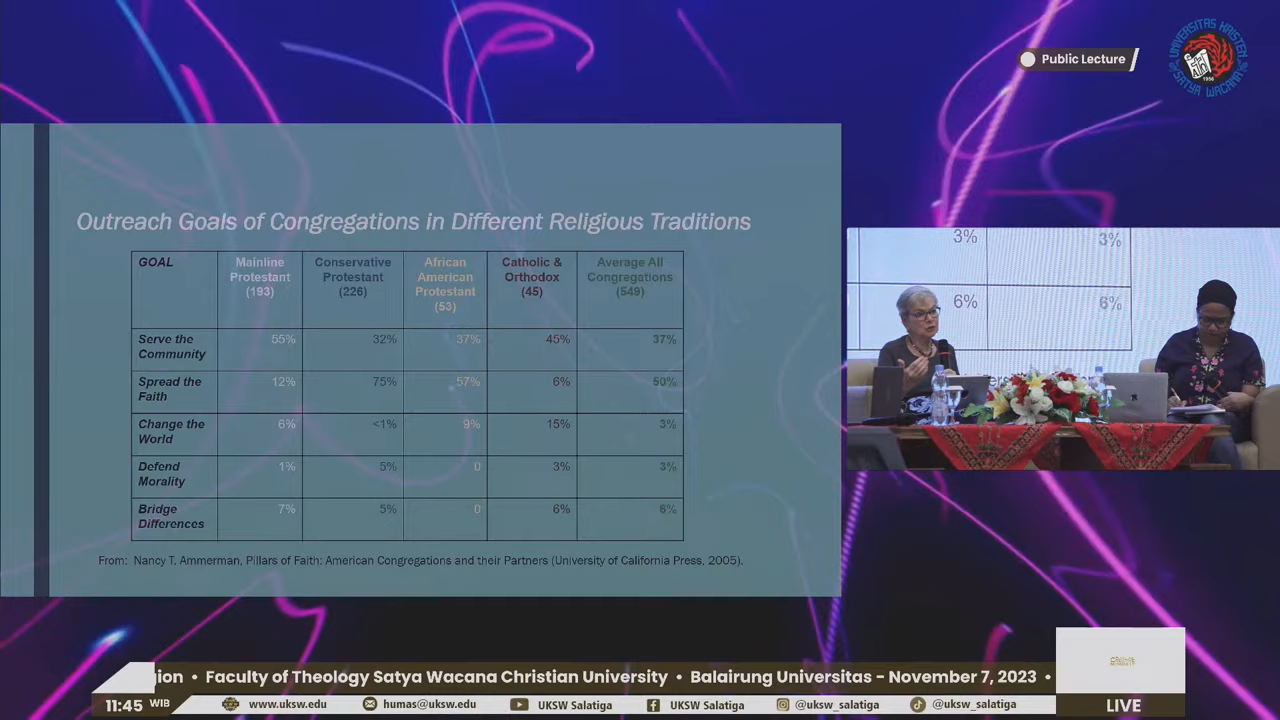 Public Lecture
UNIVERSITAS KRISTEN
SATYA WACANA
1956
Outreach Goals of Congregations in Different Religious Traditions
GOAL Mainline Protestant (193) Conservative Protestant (226) African American Protestant (53) Catholic & Orthodox (45) Average All Congregations (549)
Serve the Community 55% 32% 37% 45% 37%
Spread the Faith 12% 75% 57% 6% 50%
Change the World 6% <1% 9% 15% 3%
Defend Morality 1% 5% 0 3% 3%
Bridge Differences 7% 5% 0 6% 6%
From: Nancy T. Ammerman, Pillars of Faith: American Congregations and their Partners (University of California Press, 2005).
3% 3%
6% 6%
gion • Faculty of Theology Satya Wacana Christian University • Balairung Universitas - November 7, 2023 •
11:45 WIB www.uksw.edu humas@uksw.edu UKSW Salatiga UKSW Salatiga @uksw_salatiga @uksw_salatiga LIVE